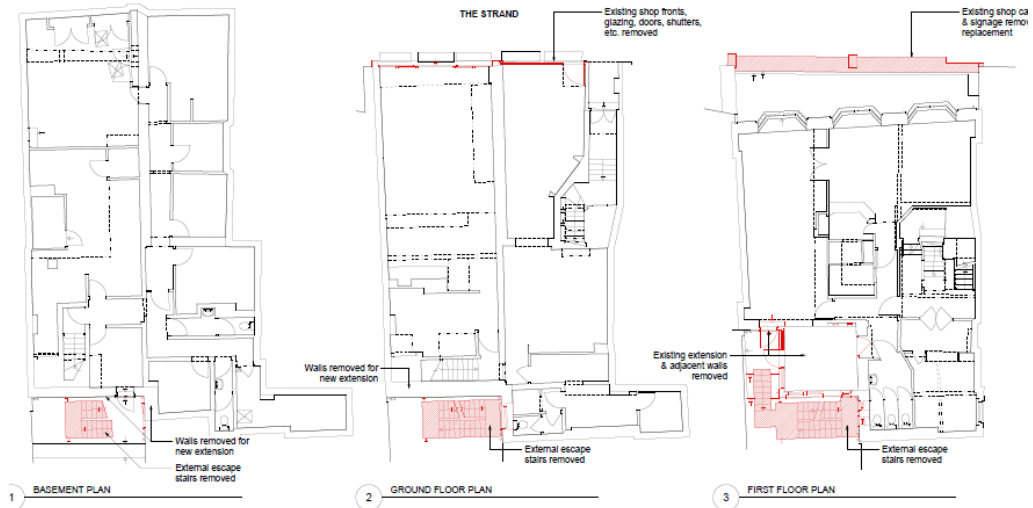 THE STRAND
Existing shop fronts,
glazing, doors, shutters,
etc. removed
Existing shop ca
& signage remov
replacement
Walls removed for
new extension
External escape
stairs removed
Walls removed for
new extension
External escape
stairs removed
Existing extension
& adjacent walls
removed
External escape
stairs removed
1 BASEMENT PLAN
2 GROUND FLOOR PLAN
3 FIRST FLOOR PLAN